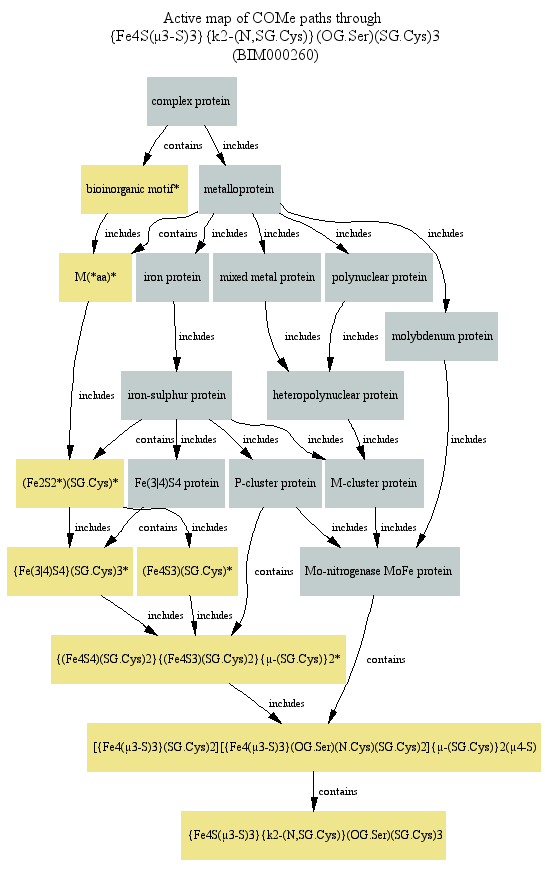 Active map of COMe paths through
{Fe4S(μ3-S)3}{k2-(N,SG.Cys)}(OG.Ser)(SG.Cys)3
(BIM000260)
complex protein
contains
includes
bioinorganic motif*
metalloprotein
includes
contains
includes
includes
includes
includes
M(*aa)*
iron protein
mixed metal protein
polynuclear protein
molybdenum protein
includes
includes
includes
includes
iron-sulphur protein
heteropolynuclear protein
includes
contains
includes
includes
includes
includes
(Fe2S2*)(SG.Cys)*
Fe(3|4)S4 protein
P-cluster protein
M-cluster protein
includes
contains
includes
contains
includes
includes
{Fe(3|4)S4}(SG.Cys)3*
(Fe4S3)(SG.Cys)*
Mo-nitrogenase MoFe protein
includes
includes
contains
{(Fe4S4)(SG.Cys)2}{(Fe4S3)(SG.Cys)2}{μ-(SG.Cys)}2*
includes
[{Fe4(μ3-S)3}(SG.Cys)2][{Fe4(μ3-S)3}(OG.Ser)(N.Cys)(SG.Cys)2]{μ-(SG.Cys)}2(μ4-S)
contains
{Fe4S(μ3-S)3}{k2-(N,SG.Cys)}(OG.Ser)(SG.Cys)3